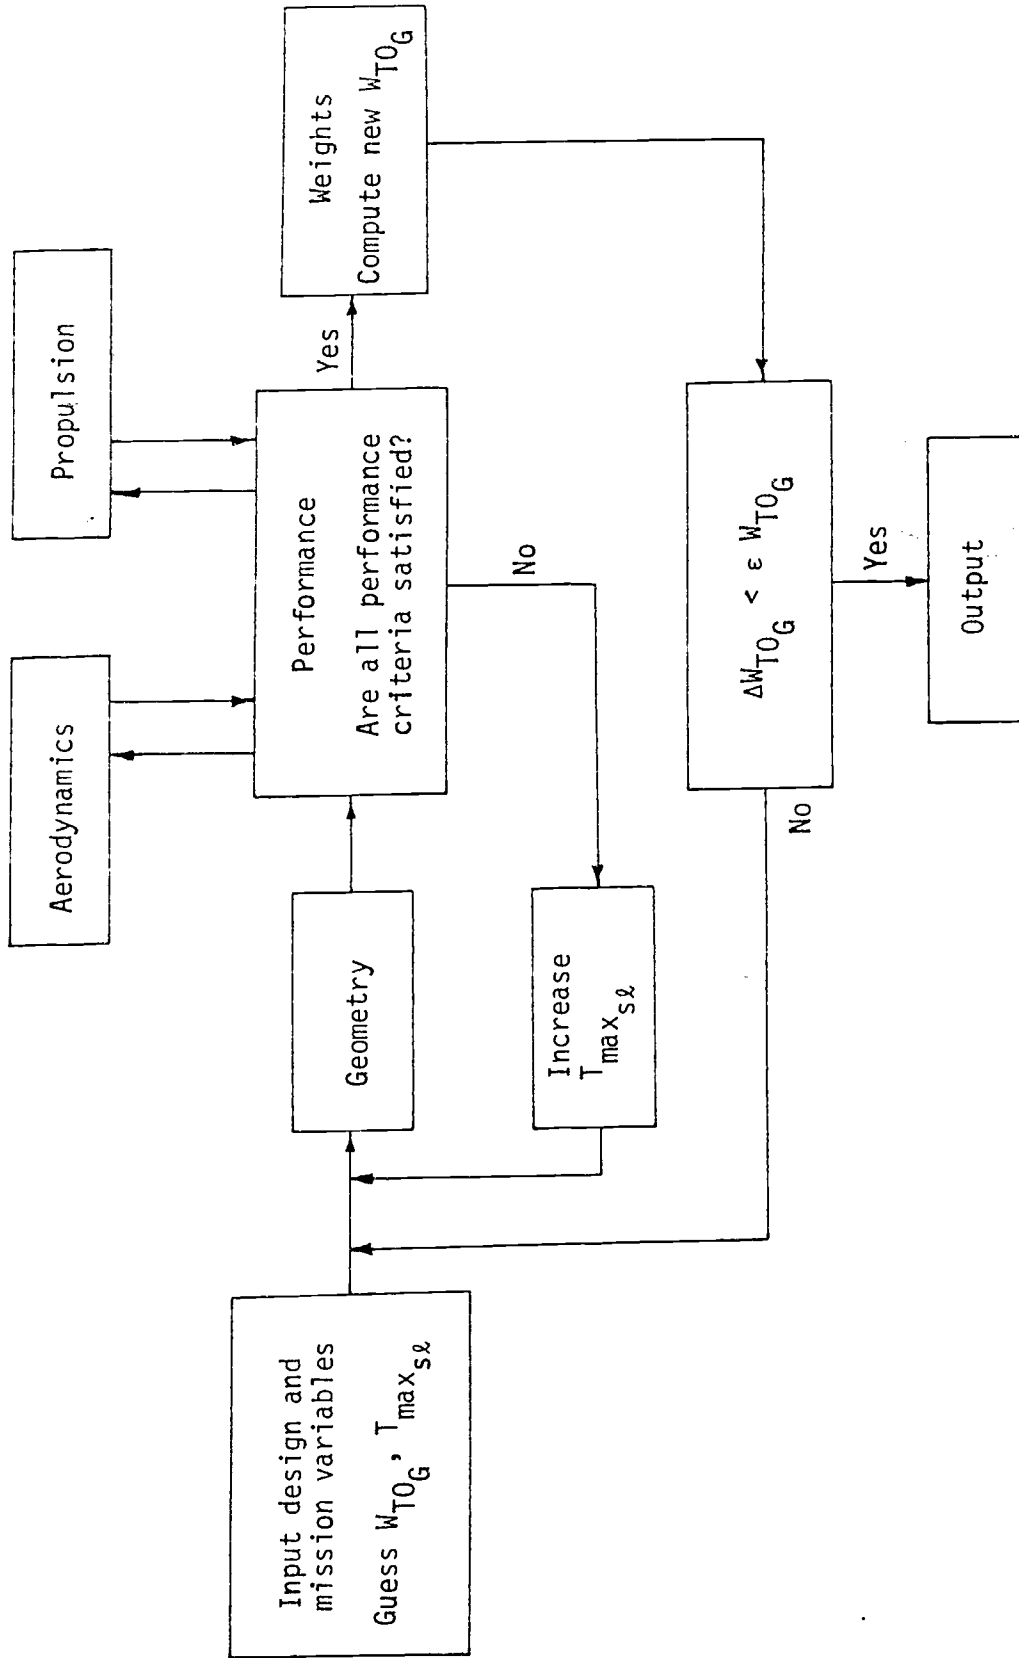 Input design and
mission variables
Guess W_TO_G, T_max_sℓ
Geometry
Increase
T_max_sℓ
Aerodynamics
Propulsion
Performance
Are all performance
criteria satisfied?
Yes
No
Weights
Compute new W_TO_G
ΔW_TO_G < ε W_TO_G
No
Yes
Output